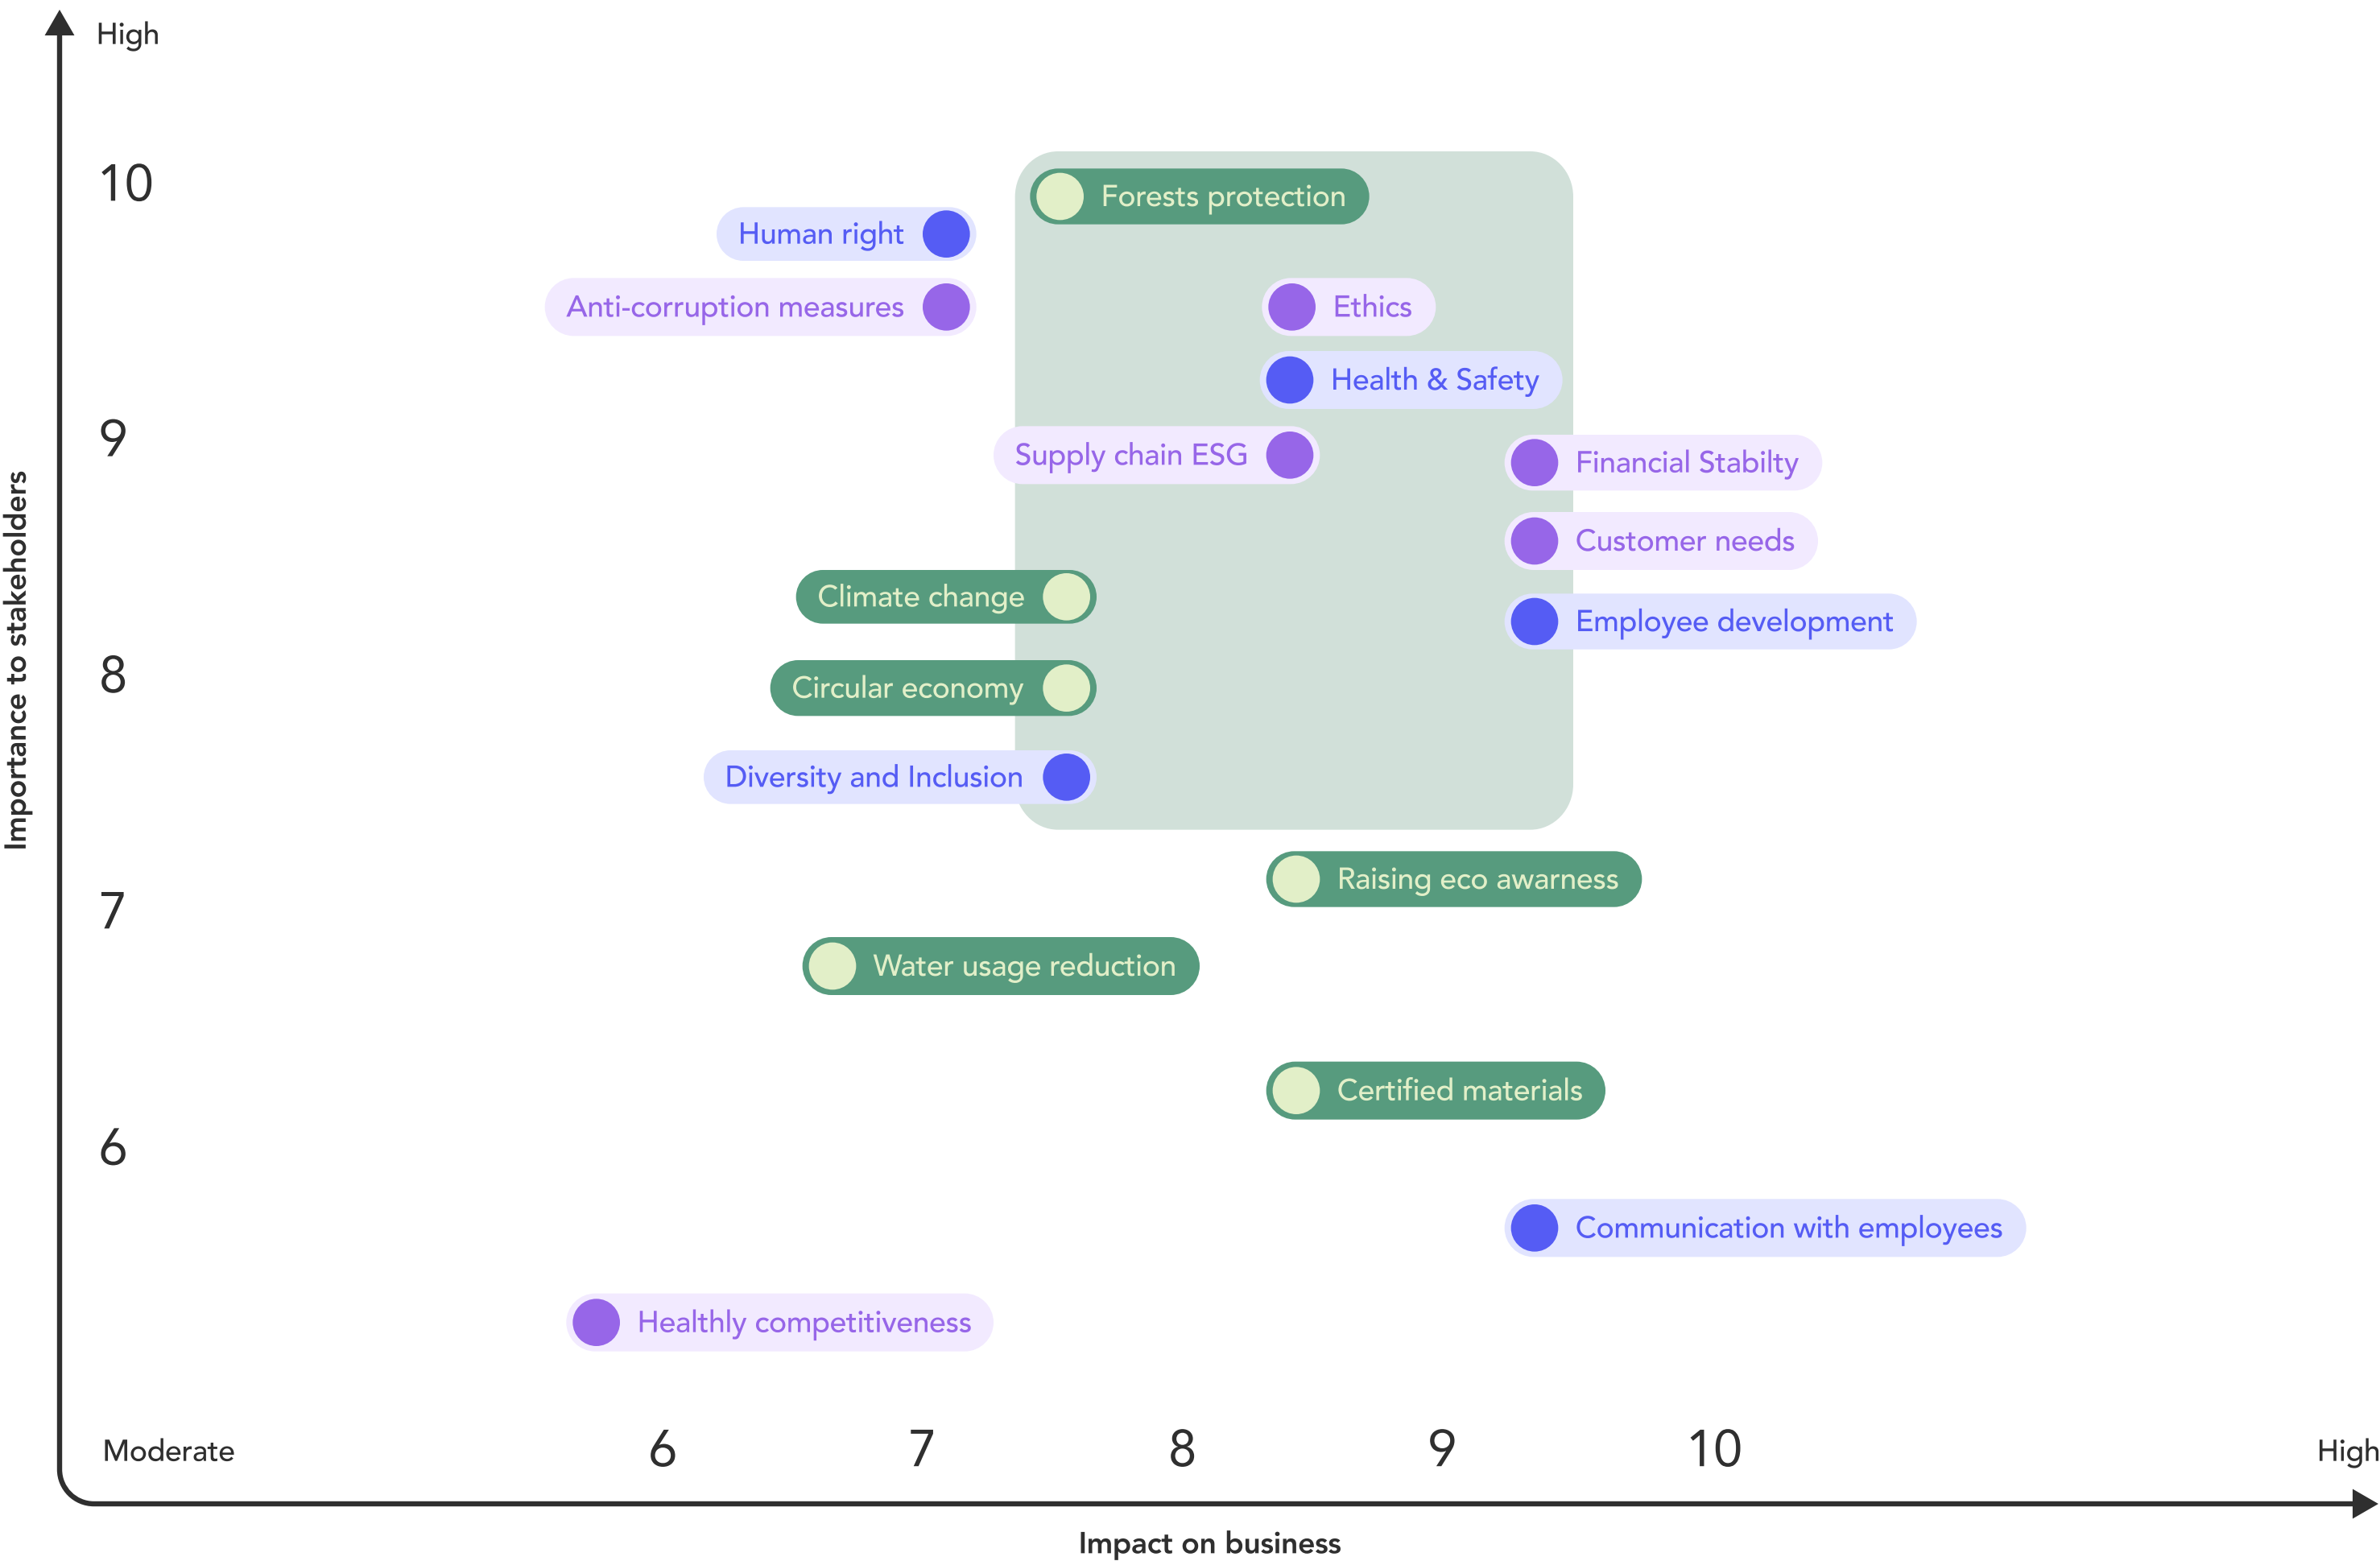 High
10
Forests protection
Human right
Anti-corruption measures
Ethics
Health & Safety
9
Supply chain ESG
Financial Stabilty
Customer needs
Importance to stakeholders
Climate change
Employee development
8
Circular economy
Diversity and Inclusion
7
Raising eco awarness
Water usage reduction
6
Certified materials
Communication with employees
Healthly competitiveness
Moderate
6
7
8
9
10
High
Impact on business